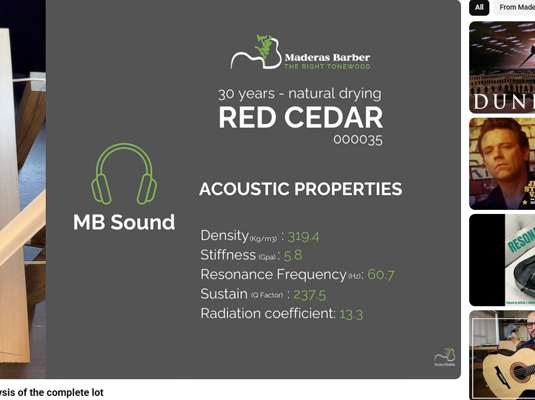 All
From Made
Maderas Barber
THE RIGHT TONEWOOD
30 years - natural drying
RED CEDAR
000035
ACOUSTIC PROPERTIES
MB Sound
Density (Kg/m3) : 319.4
Stiffness (Gpa) : 5.8
Resonance Frequency (Hz): 60.7
Sustain (Q Factor) : 237.5
Radiation coefficient: 13.3
DUN
RESON
ysis of the complete lot